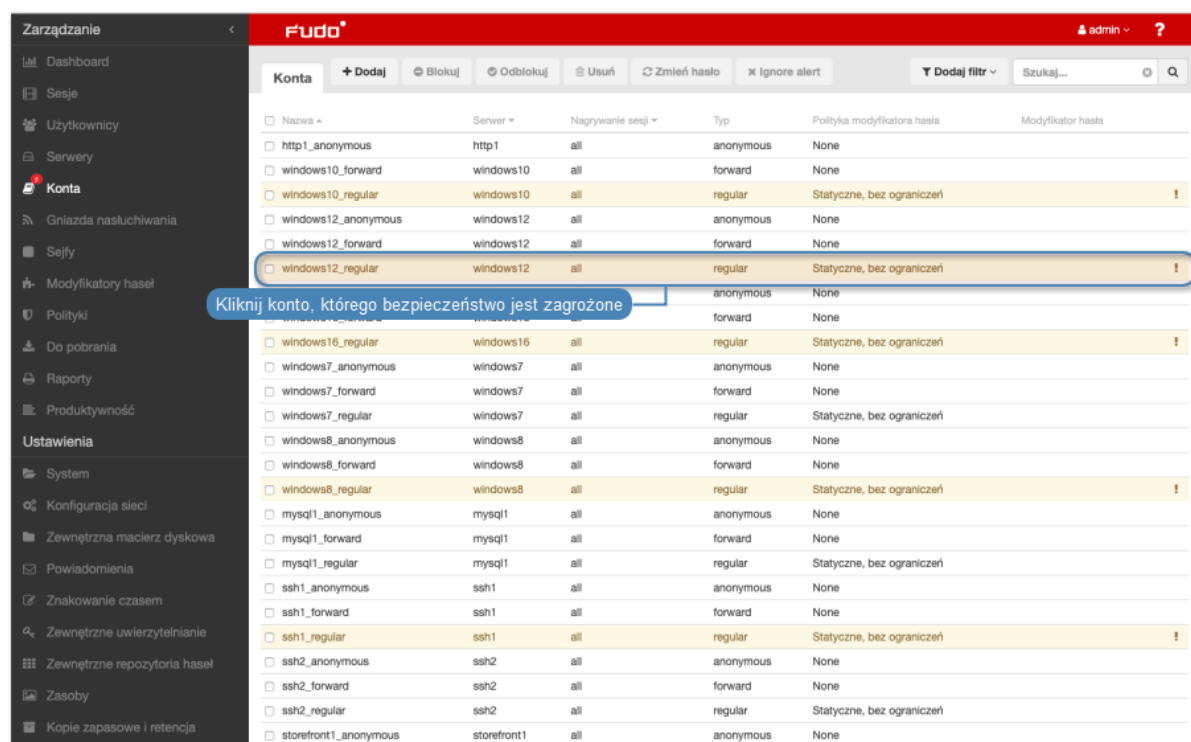 Zarządzanie
Fudo
admin
?
Dashboard
Sesje
Użytkownicy
Serwery
Konta
Gniazda nasłuchiwania
Sejfy
Modyfikatory haseł
Polityki
Do pobrania
Raporty
Produktywność
Ustawienia
System
Konfiguracja sieci
Zewnętrzna macierz dyskowa
Powiadomienia
Znakowanie czasem
Zewnętrzne uwierzytelnianie
Zewnętrzne repozytoria haseł
Zasoby
Kopie zapasowe i retencja
Konta + Dodaj Blokuj Odblokuj Usuń Zmień hasło Ignore alert Dodaj filtr Szukaj...
Nazwa Serwer Nagrywanie sesji Typ Polityka modyfikatora hasła Modyfikator hasła
http1_anonymous http1 all anonymous None
windows10_forward windows10 all forward None
windows10_regular windows10 all regular Statyczne, bez ograniczeń !
windows12_anonymous windows12 all anonymous None
windows12_forward windows12 all forward None
windows12_regular windows12 all regular Statyczne, bez ograniczeń !
Kliknij konto, którego bezpieczeństwo jest zagrożone
anonymous None
forward None
windows16_regular windows16 all regular Statyczne, bez ograniczeń !
windows7_anonymous windows7 all anonymous None
windows7_forward windows7 all forward None
windows7_regular windows7 all regular Statyczne, bez ograniczeń
windows8_anonymous windows8 all anonymous None
windows8_forward windows8 all forward None
windows8_regular windows8 all regular Statyczne, bez ograniczeń !
mysql1_anonymous mysql1 all anonymous None
mysql1_forward mysql1 all forward None
mysql1_regular mysql1 all regular Statyczne, bez ograniczeń
ssh1_anonymous ssh1 all anonymous None
ssh1_forward ssh1 all forward None
ssh1_regular ssh1 all regular Statyczne, bez ograniczeń !
ssh2_anonymous ssh2 all anonymous None
ssh2_forward ssh2 all forward None
ssh2_regular ssh2 all regular Statyczne, bez ograniczeń
storefront1_anonymous storefront1 all anonymous None